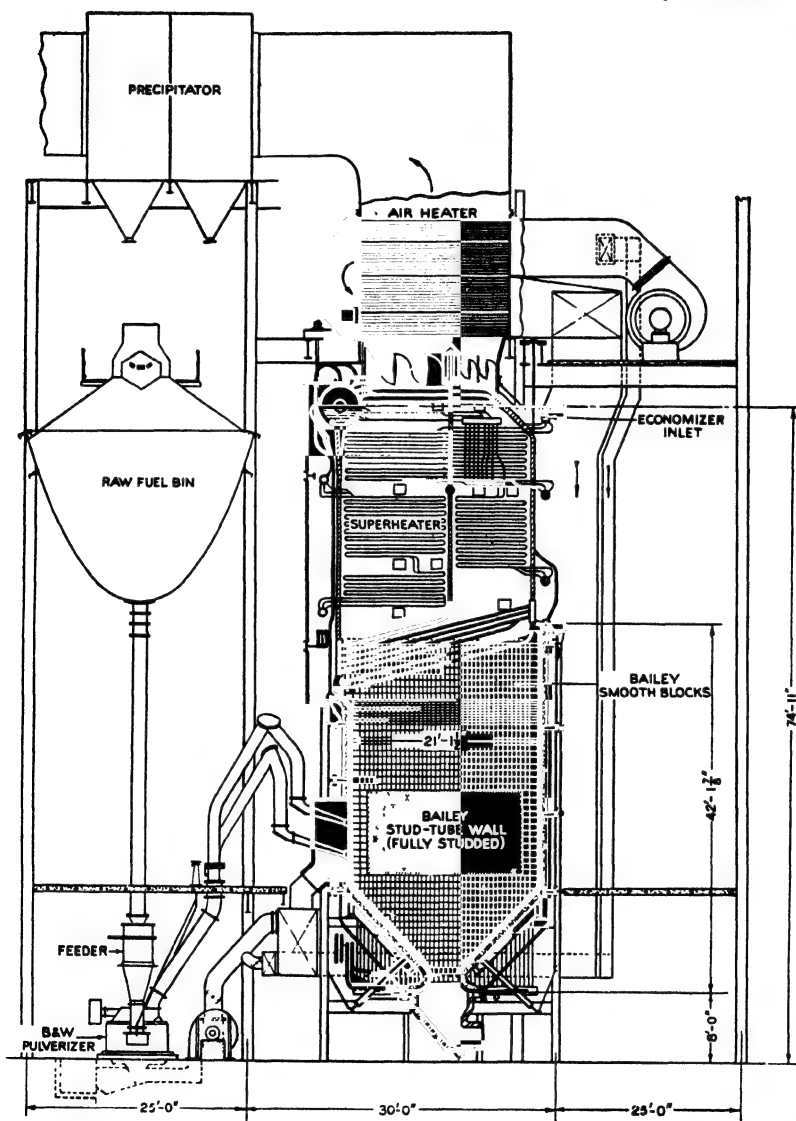 PRECIPITATOR
AIR HEATER
ECONOMIZER
INLET
RAW FUEL BIN
SUPERHEATER
BAILEY
SMOOTH BLOCKS
74'-11"
21'-1½"
42'-1⅞"
BAILEY
STUD-TUBE WALL
(FULLY STUDDED)
FEEDER
B&W
PULVERIZER
8'-0"
25'-0"
30'-0"
25'-0"